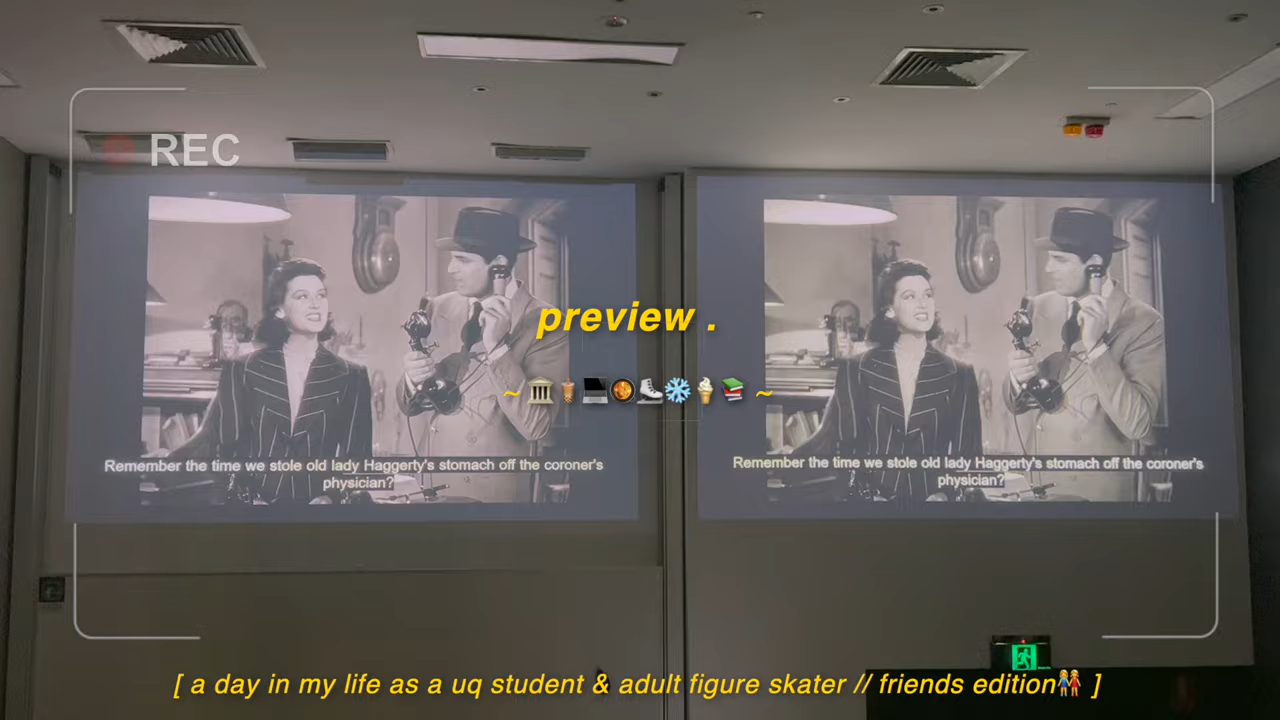 REC
preview .
~ 🏛️🧋💻🥘⛸️❄️🍦📚 ~
Remember the time we stole old lady Haggerty's stomach off the coroner's
physician?
Remember the time we stole old lady Haggerty's stomach off the coroner's
physician?
[ a day in my life as a uq student & adult figure skater // friends edition👭 ]